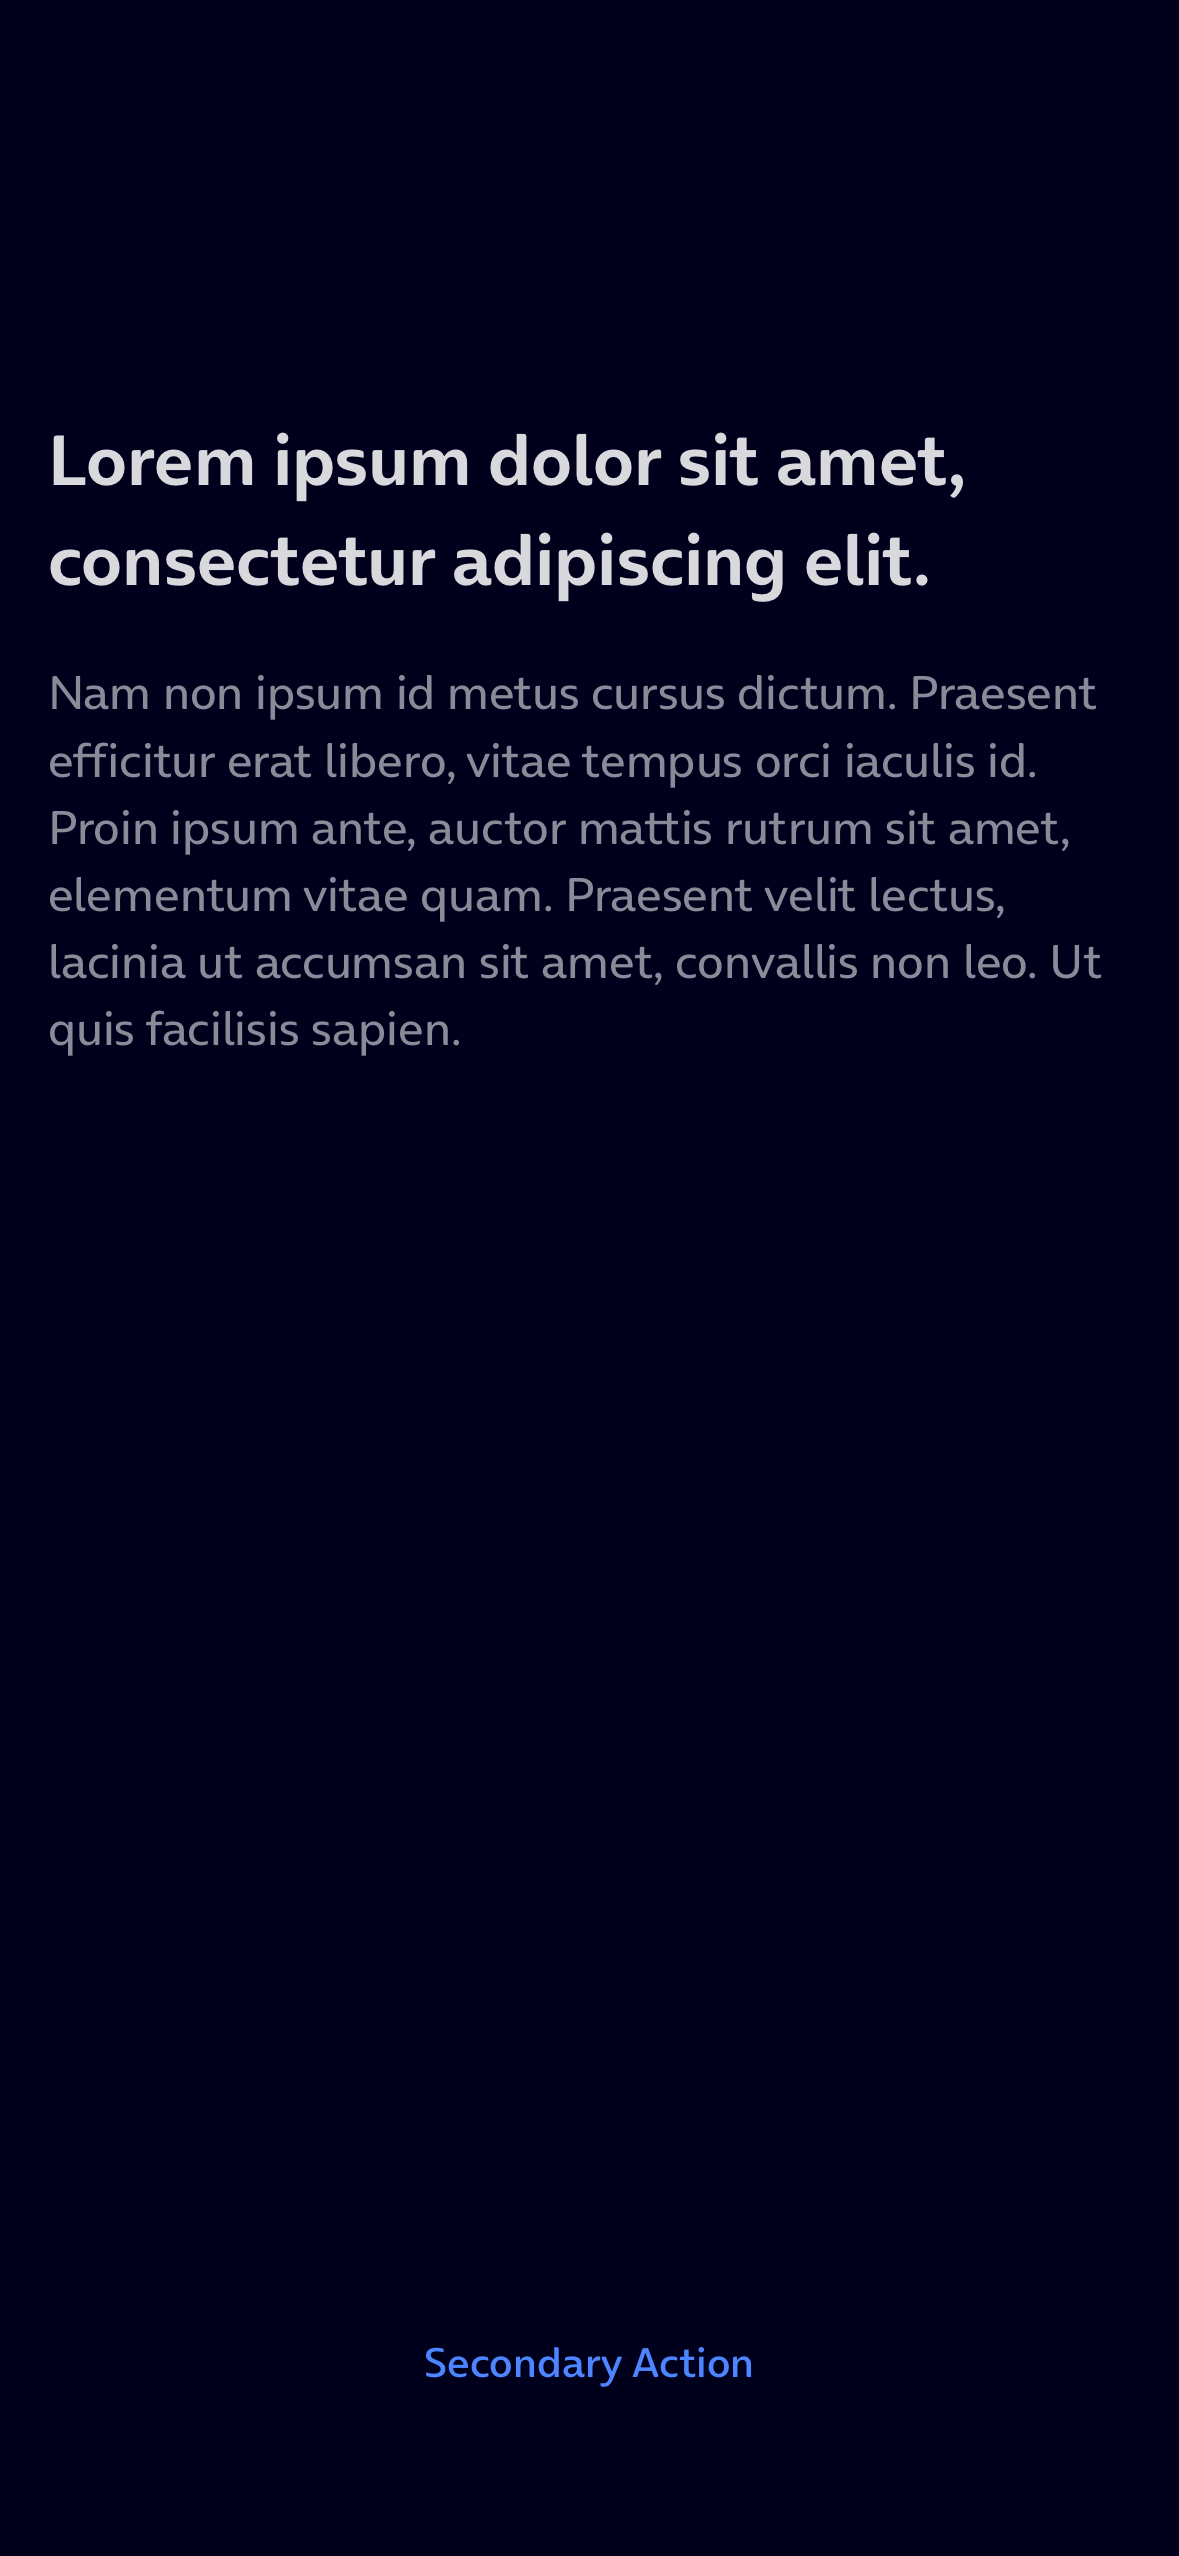 Lorem ipsum dolor sit amet,
consectetur adipiscing elit.
Nam non ipsum id metus cursus dictum. Praesent
efficitur erat libero, vitae tempus orci iaculis id.
Proin ipsum ante, auctor mattis rutrum sit amet,
elementum vitae quam. Praesent velit lectus,
lacinia ut accumsan sit amet, convallis non leo. Ut
quis facilisis sapien.
Secondary Action